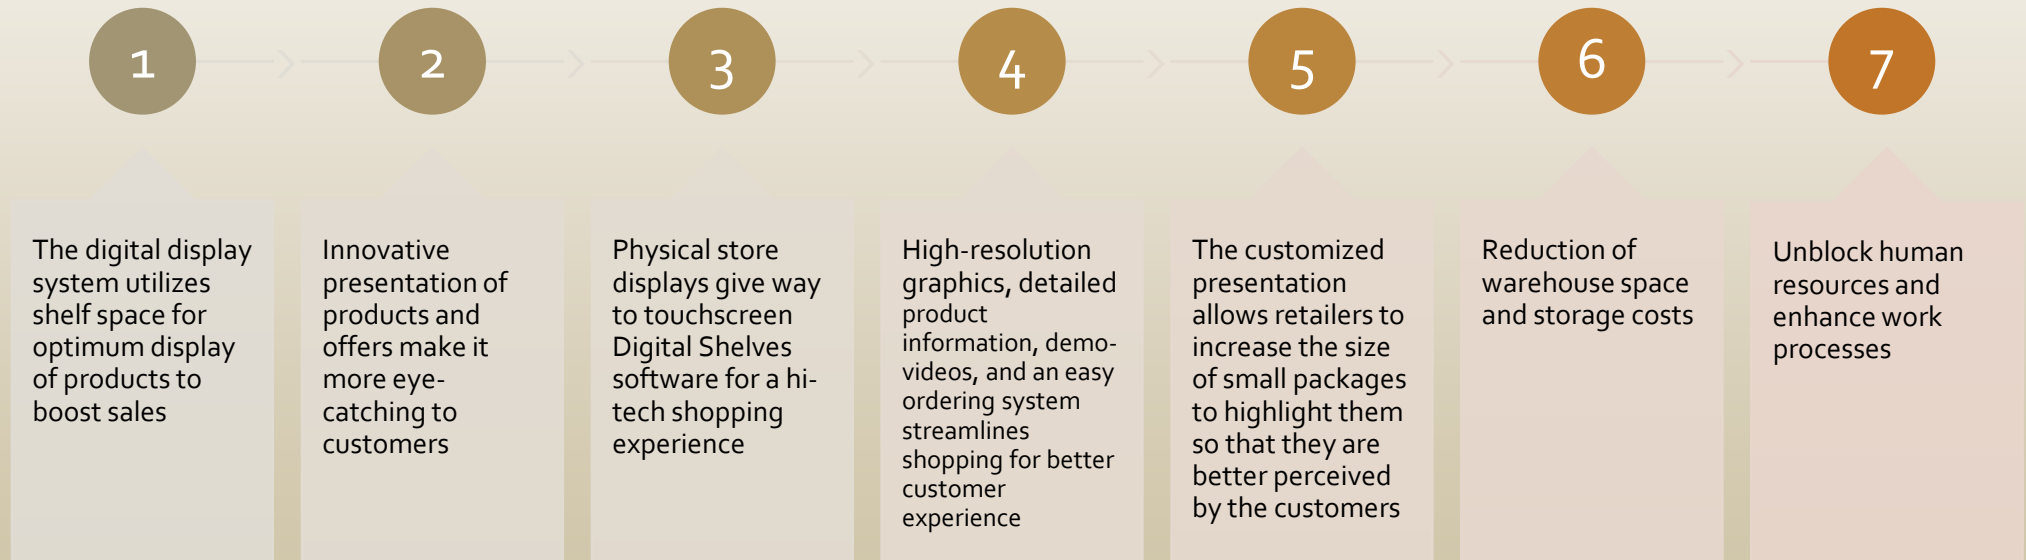 1
The digital display
system utilizes
shelf space for
optimum display
of products to
boost sales
2
Innovative
presentation of
products and
offers make it
more eye-
catching to
customers
3
Physical store
displays give way
to touchscreen
Digital Shelves
software for a hi-
tech shopping
experience
4
High-resolution
graphics, detailed
product
information, demo-
videos, and an easy
ordering system
streamlines
shopping for better
customer
experience
5
The customized
presentation
allows retailers to
increase the size
of small packages
to highlight them
so that they are
better perceived
by the customers
6
Reduction of
warehouse space
and storage costs
7
Unblock human
resources and
enhance work
processes